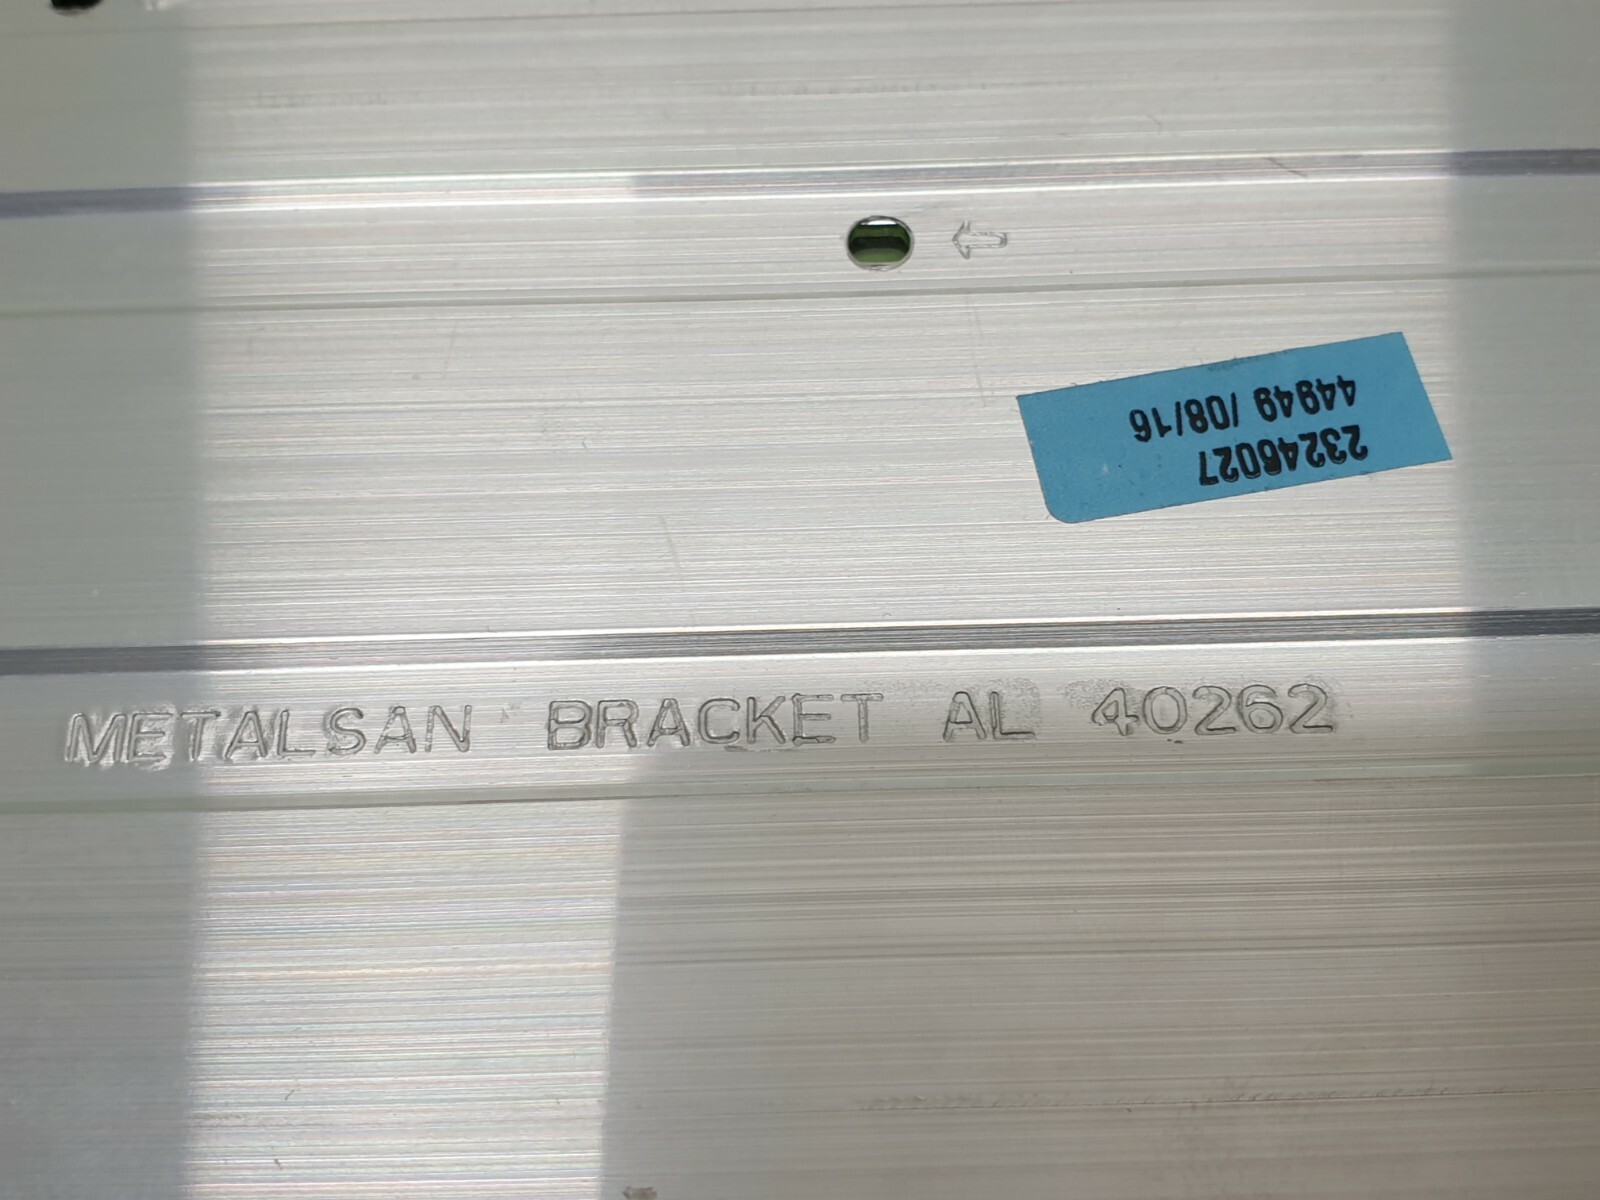 23246027
44949 /08/16
METALSAN BRACKET AL 40262